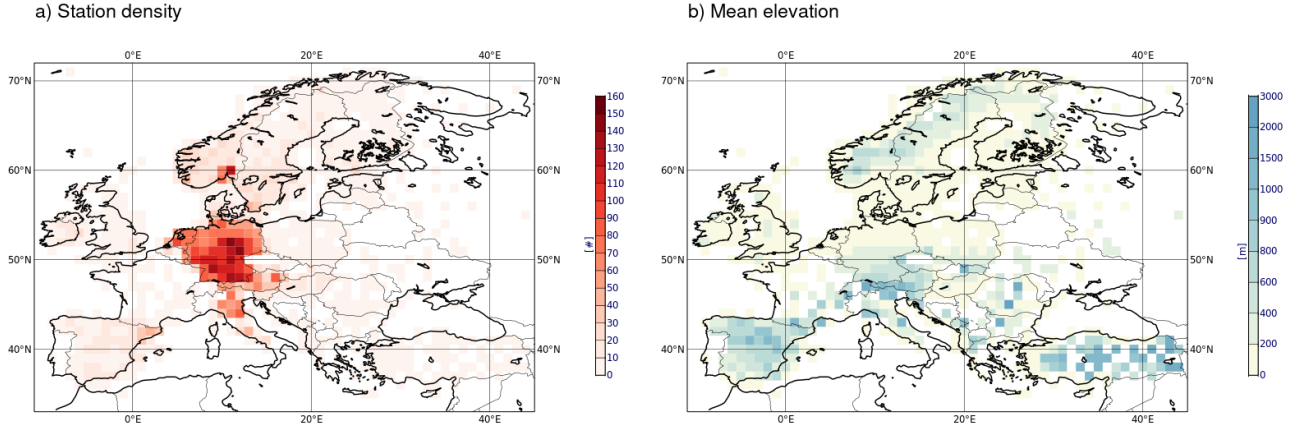 a) Station density
b) Mean elevation
0°E 20°E 40°E
70°N 70°N
60°N 60°N
50°N 50°N
40°N 40°N
0°E 20°E 40°E
160
150
140
130
120
110
100
90
80
70
60
50
40
30
20
10
0
[#]
0°E 20°E 40°E
70°N 70°N
60°N 60°N
50°N 50°N
40°N 40°N
0°E 20°E 40°E
3000
2000
1500
1000
900
800
600
400
200
0
[m]